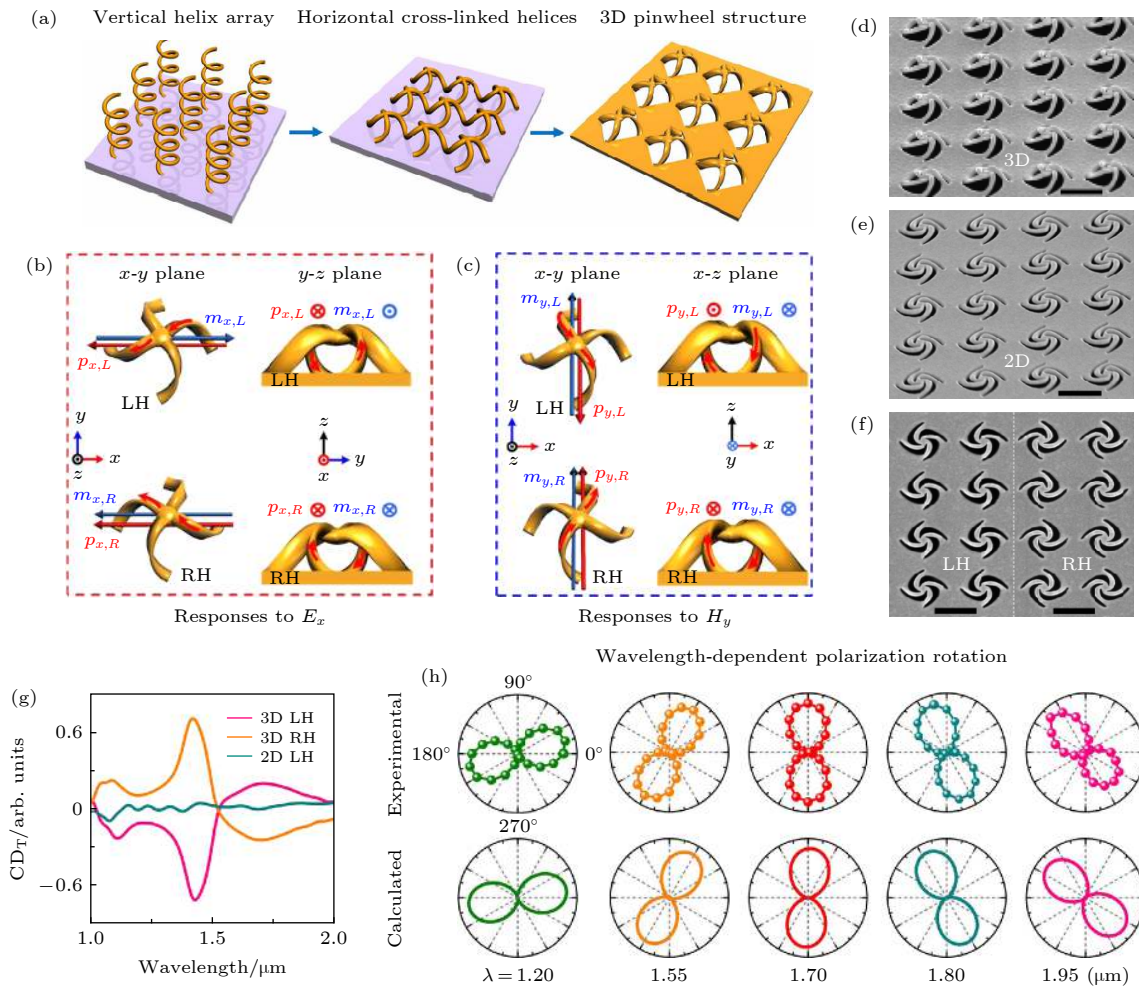 (a)
Vertical helix array
Horizontal cross-linked helices
3D pinwheel structure
(b)
x-y plane
y-z plane
m_{x,L}
p_{x,L}
LH
p_{x,L} ⊗ m_{x,L} ⊙
LH
y
z
x
z
x
y
m_{x,R}
p_{x,R}
RH
p_{x,R} ⊗ m_{x,R} ⊗
RH
Responses to E_x
(c)
x-y plane
x-z plane
m_{y,L}
LH
p_{y,L}
p_{y,L} ⊙ m_{y,L} ⊗
LH
y
z
x
z
y
x
m_{y,R}
p_{y,R}
RH
p_{y,R} ⊗ m_{y,R} ⊗
RH
Responses to H_y
(d)
3D
(e)
2D
(f)
LH
RH
(g)
CD_T/arb. units
0.6
0
−0.6
3D LH
3D RH
2D LH
1.0
1.5
2.0
Wavelength/μm
Wavelength-dependent polarization rotation
(h)
Experimental
90°
180°
0°
270°
Calculated
λ = 1.20
1.55
1.70
1.80
1.95 (μm)